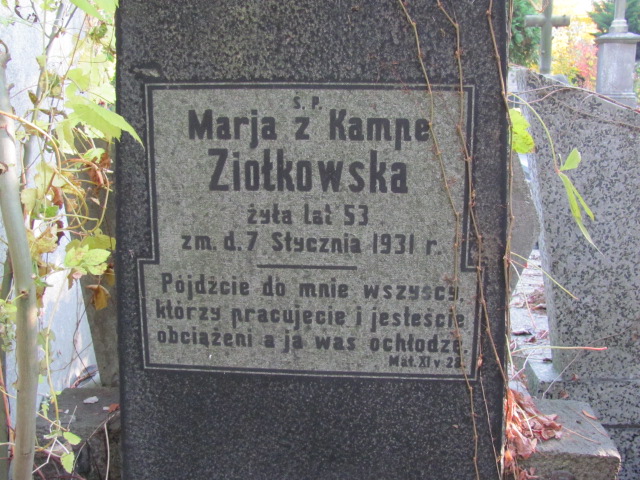 Ś. P.
Marja z Kampe
Ziołkowska
żyła lat 53
zm. d. 7 Stycznia 1931 r.
Pójdźcie do mnie wszyscy,
którzy pracujecie i jesteście
obciążeni a ja was ochłodzę.
Mat. XI v 28.